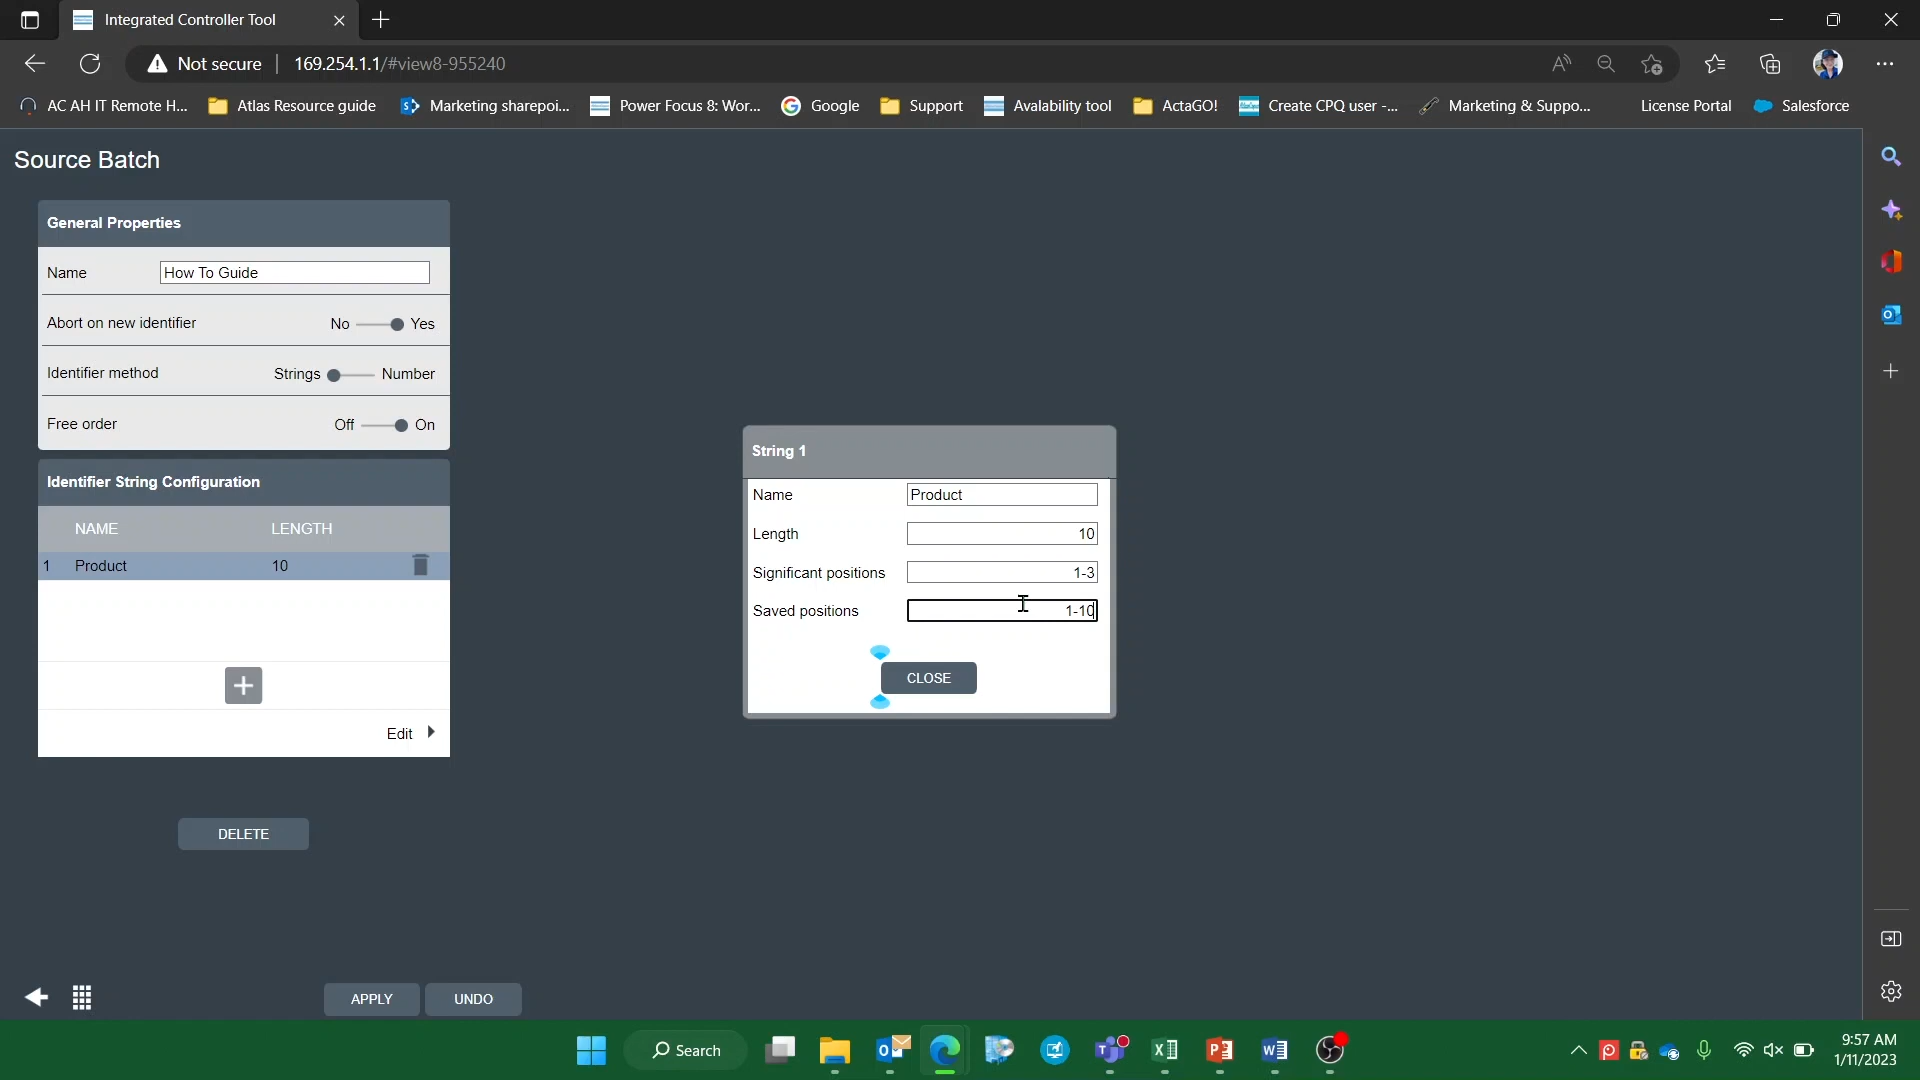 Integrated Controller Tool
Not secure
169.254.1.1/#view8-955240
AC AH IT Remote H...
Atlas Resource guide
Marketing sharepoi...
Power Focus 8: Wor...
Google
Support
Avalability tool
ActaGO!
Create CPQ user -...
Marketing & Suppo...
License Portal
Salesforce
Source Batch
General Properties
Name How To Guide
Abort on new identifier No Yes
Identifier method Strings Number
Free order Off On
Identifier String Configuration
NAME LENGTH
1 Product 10
Edit
DELETE
String 1
Name Product
Length 10
Significant positions 1-3
Saved positions 1-10
CLOSE
APPLY UNDO
Search
9:57 AM
1/11/2023